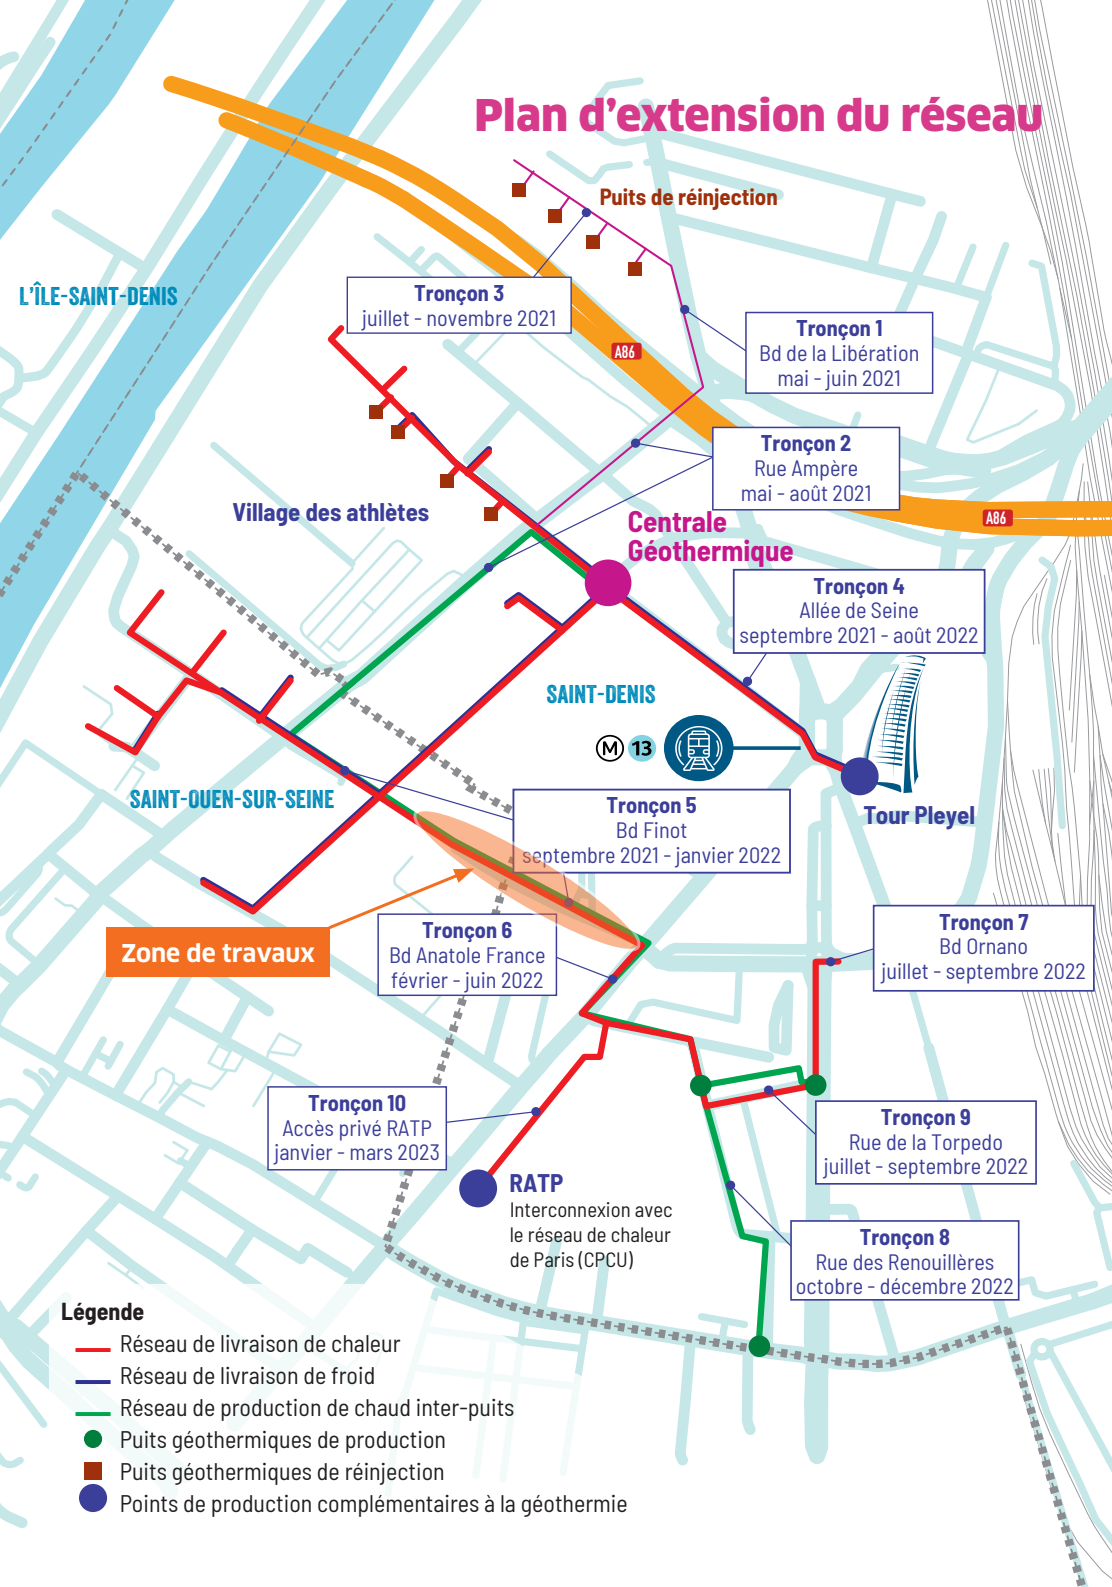 Plan d'extension du réseau
Puits de réinjection
L'ÎLE-SAINT-DENIS
Tronçon 3
juillet - novembre 2021
Tronçon 1
Bd de la Libération
mai - juin 2021
A86
Tronçon 2
Rue Ampère
mai - août 2021
Village des athlètes
A86
Centrale
Géothermique
Tronçon 4
Allée de Seine
septembre 2021 - août 2022
SAINT-DENIS
M 13
SAINT-OUEN-SUR-SEINE
Tronçon 5
Bd Finot
septembre 2021 - janvier 2022
Tour Pleyel
Zone de travaux
Tronçon 6
Bd Anatole France
février - juin 2022
Tronçon 7
Bd Ornano
juillet - septembre 2022
Tronçon 10
Accès privé RATP
janvier - mars 2023
Tronçon 9
Rue de la Torpedo
juillet - septembre 2022
RATP
Interconnexion avec
le réseau de chaleur
de Paris (CPCU)
Tronçon 8
Rue des Renouillères
octobre - décembre 2022
Légende
Réseau de livraison de chaleur
Réseau de livraison de froid
Réseau de production de chaud inter-puits
Puits géothermiques de production
Puits géothermiques de réinjection
Points de production complémentaires à la géothermie